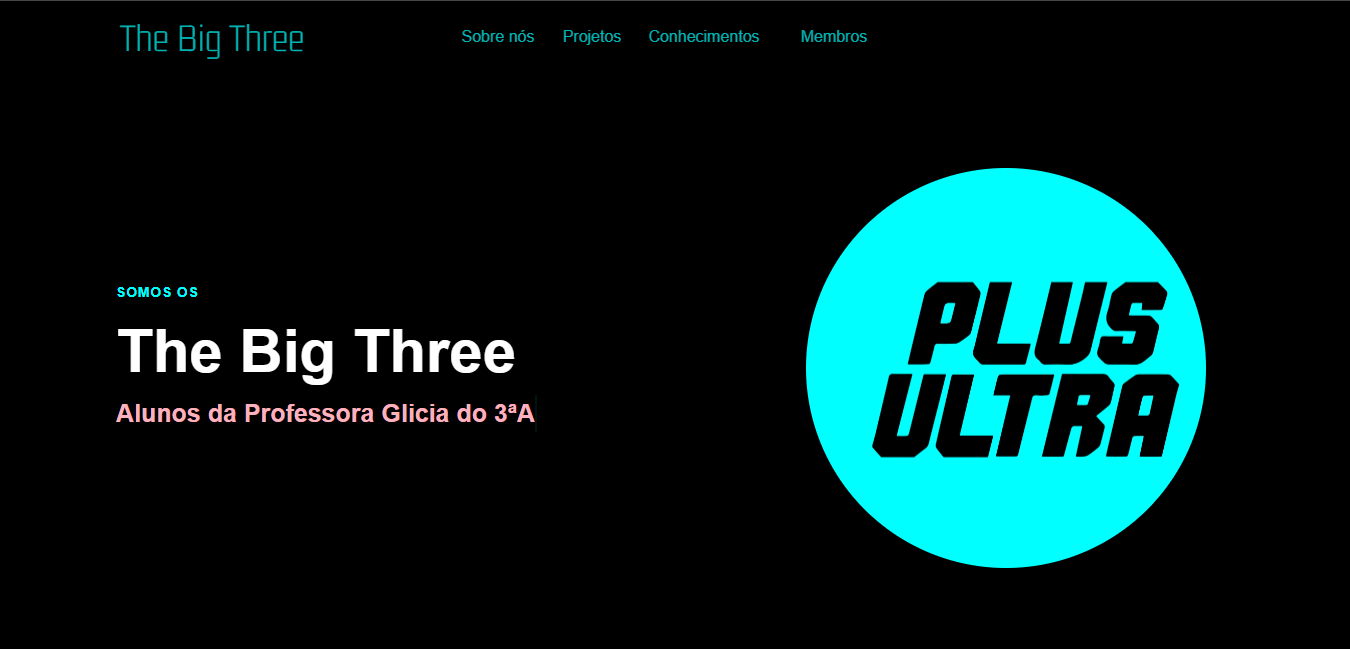 The Big Three
Sobre nós Projetos Conhecimentos Membros
SOMOS OS
The Big Three
Alunos da Professora Glicia do 3ªA
PLUS
ULTRA